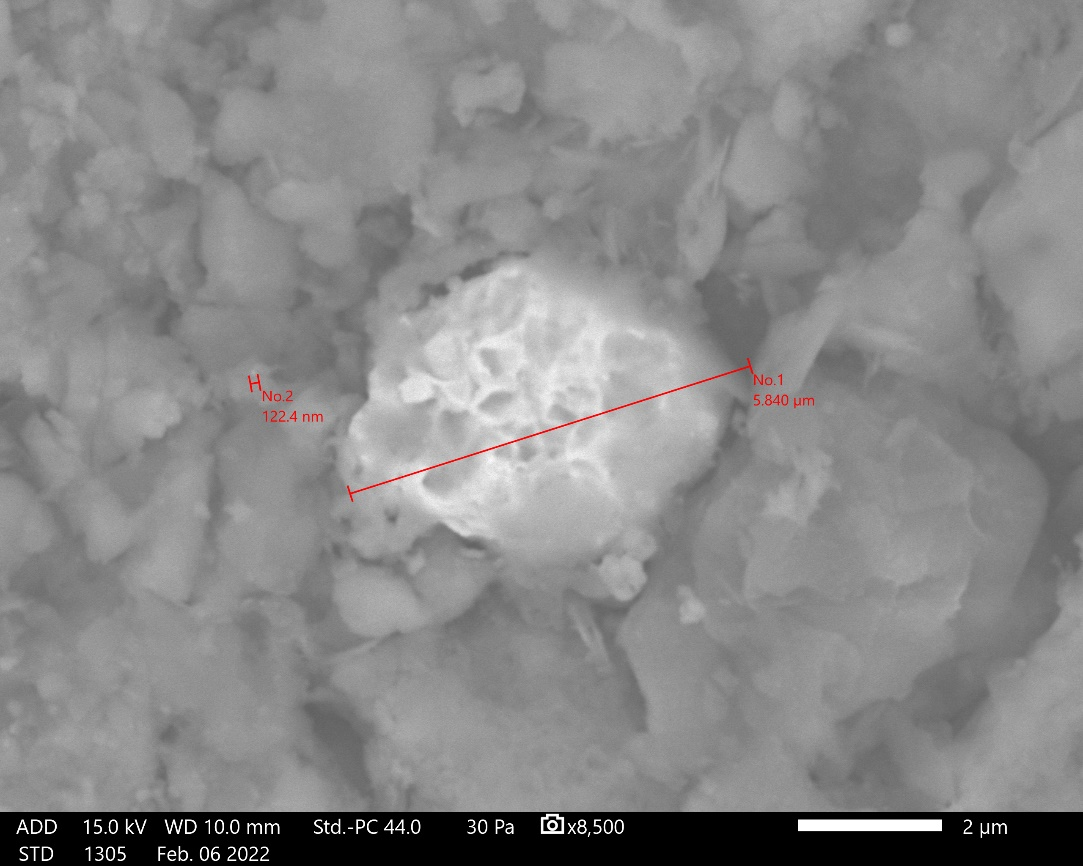 No.1
5.840 µm
No.2
122.4 nm
ADD 15.0 kV WD 10.0 mm Std.-PC 44.0 30 Pa x8,500 2 µm
STD 1305 Feb. 06 2022